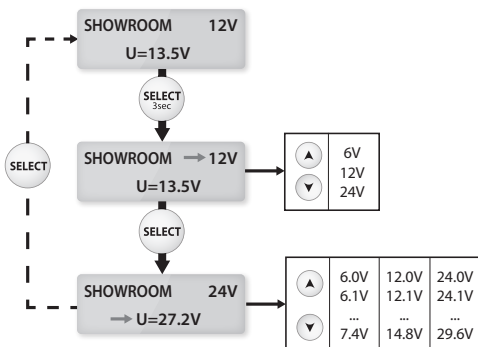 SHOWROOM 12V
U=13.5V
SELECT
3sec
SELECT
SHOWROOM → 12V
U=13.5V
6V
12V
24V
SELECT
SHOWROOM 24V
→ U=27.2V
6.0V 12.0V 24.0V
6.1V 12.1V 24.1V
... ... ...
7.4V 14.8V 29.6V